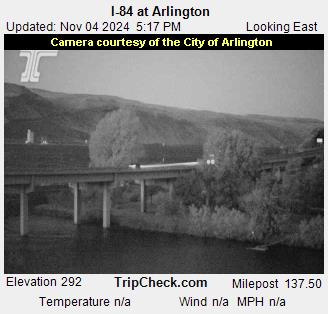 I-84 at Arlington
Updated: Nov 04 2024 5:17 PM Looking East
Camera courtesy of the City of Arlington
Elevation 292 TripCheck.com Milepost 137.50
Temperature n/a Wind n/a MPH n/a